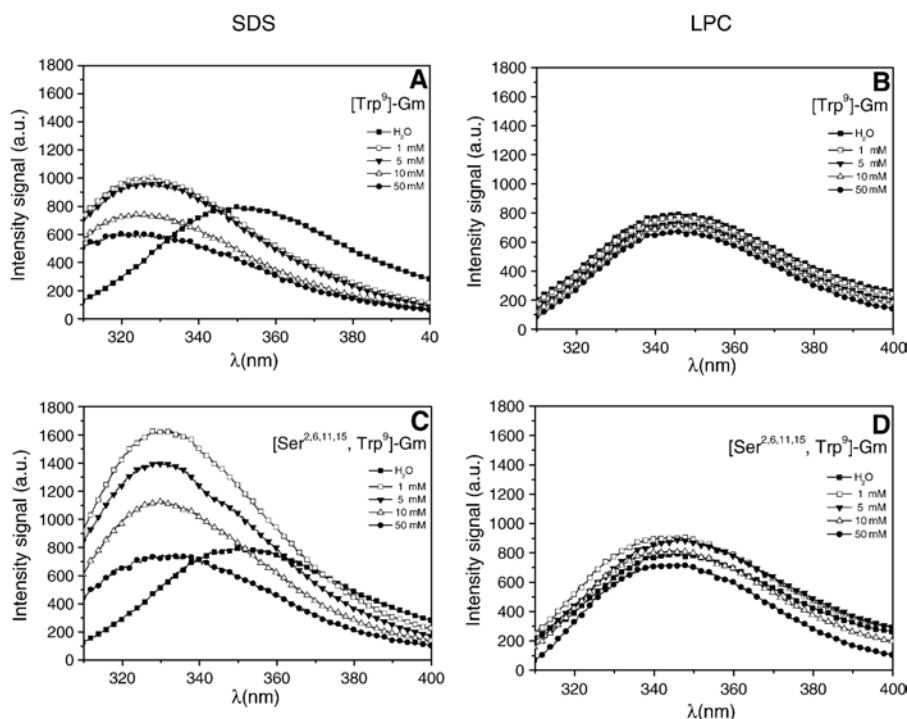 SDS
LPC
A
[Trp⁹]-Gm
H₂O
1 mM
5 mM
10 mM
50 mM
1800
1600
1400
1200
1000
800
600
400
200
0
320
340
360
380
40
Intensity signal (a.u.)
λ(nm)
B
[Trp⁹]-Gm
H₂O
1 mM
5 mM
10 mM
50 mM
1800
1600
1400
1200
1000
800
600
400
200
0
320
340
360
380
400
Intensity signal (a.u.)
λ(nm)
C
[Ser²,⁶,¹¹,¹⁵, Trp⁹]-Gm
H₂O
1 mM
5 mM
10 mM
50 mM
1800
1600
1400
1200
1000
800
600
400
200
0
320
340
360
380
400
Intensity signal (a.u.)
λ(nm)
D
[Ser²,⁶,¹¹,¹⁵, Trp⁹]-Gm
H₂O
1 mM
5 mM
10 mM
50 mM
1800
1600
1400
1200
1000
800
600
400
200
0
320
340
360
380
400
Intensity signal (a.u.)
λ(nm)